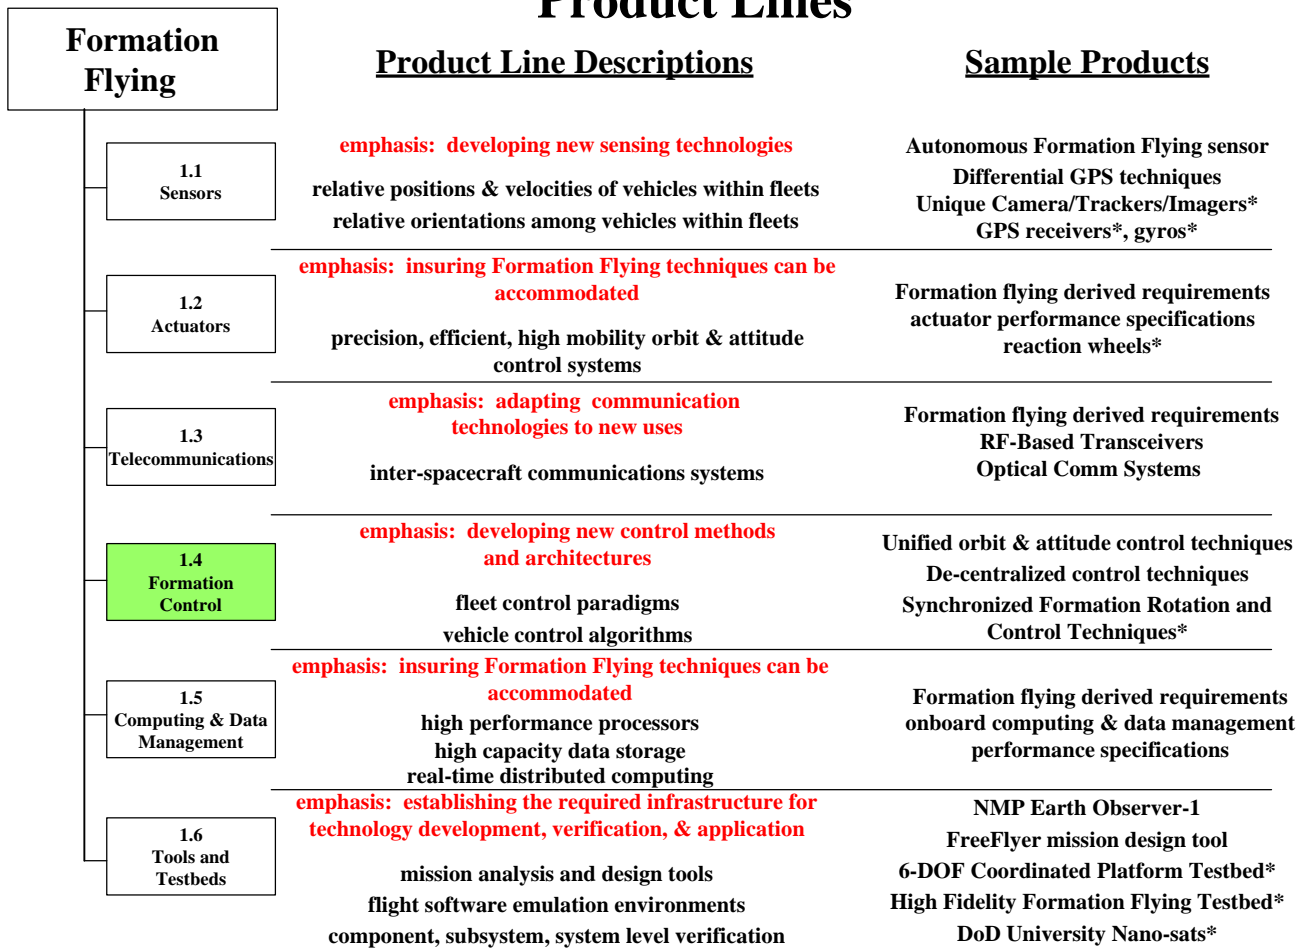 Product Lines
Formation
Flying
Product Line Descriptions
Sample Products
1.1
Sensors
emphasis: developing new sensing technologies
relative positions & velocities of vehicles within fleets
relative orientations among vehicles within fleets
Autonomous Formation Flying sensor
Differential GPS techniques
Unique Camera/Trackers/Imagers*
GPS receivers*, gyros*
1.2
Actuators
emphasis: insuring Formation Flying techniques can be
accommodated
precision, efficient, high mobility orbit & attitude
control systems
Formation flying derived requirements
actuator performance specifications
reaction wheels*
1.3
Telecommunications
emphasis: adapting communication
technologies to new uses
inter-spacecraft communications systems
Formation flying derived requirements
RF-Based Transceivers
Optical Comm Systems
1.4
Formation
Control
emphasis: developing new control methods
and architectures
fleet control paradigms
vehicle control algorithms
Unified orbit & attitude control techniques
De-centralized control techniques
Synchronized Formation Rotation and
Control Techniques*
1.5
Computing & Data
Management
emphasis: insuring Formation Flying techniques can be
accommodated
high performance processors
high capacity data storage
real-time distributed computing
Formation flying derived requirements
onboard computing & data management
performance specifications
1.6
Tools and
Testbeds
emphasis: establishing the required infrastructure for
technology development, verification, & application
mission analysis and design tools
flight software emulation environments
component, subsystem, system level verification
NMP Earth Observer-1
FreeFlyer mission design tool
6-DOF Coordinated Platform Testbed*
High Fidelity Formation Flying Testbed*
DoD University Nano-sats*